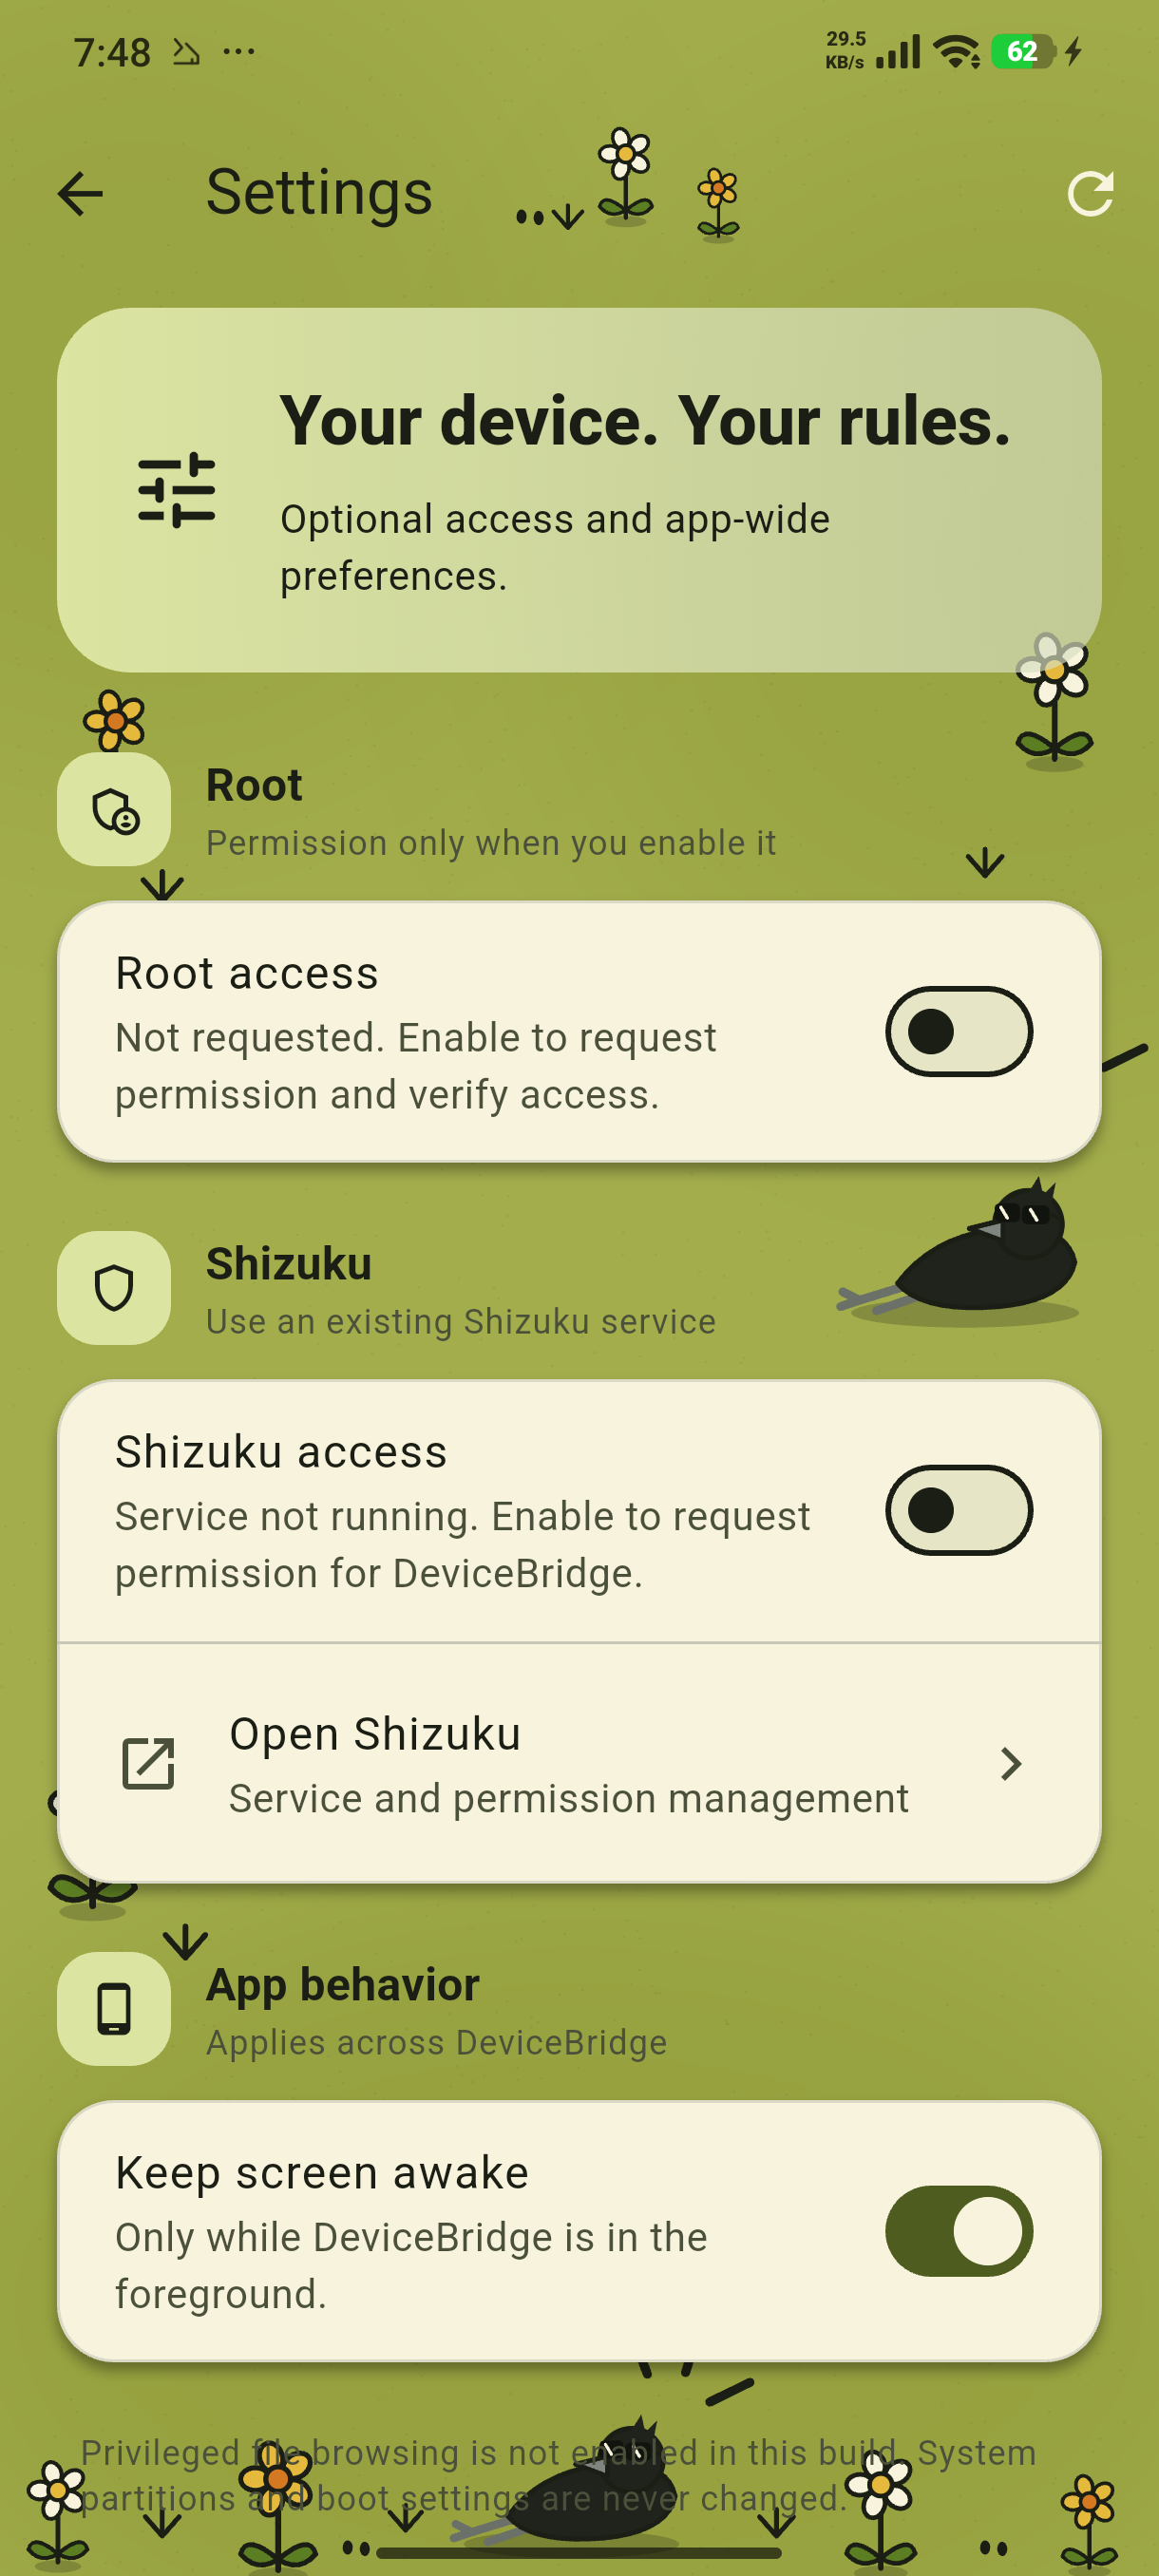 7:48
29.5
KB/s
62
Settings
Your device. Your rules.
Optional access and app-wide
preferences.
Root
Permission only when you enable it
Root access
Not requested. Enable to request
permission and verify access.
Shizuku
Use an existing Shizuku service
Shizuku access
Service not running. Enable to request
permission for DeviceBridge.
Open Shizuku
Service and permission management
App behavior
Applies across DeviceBridge
Keep screen awake
Only while DeviceBridge is in the
foreground.
Privileged file browsing is not enabled in this build. System
partitions and boot settings are never changed.